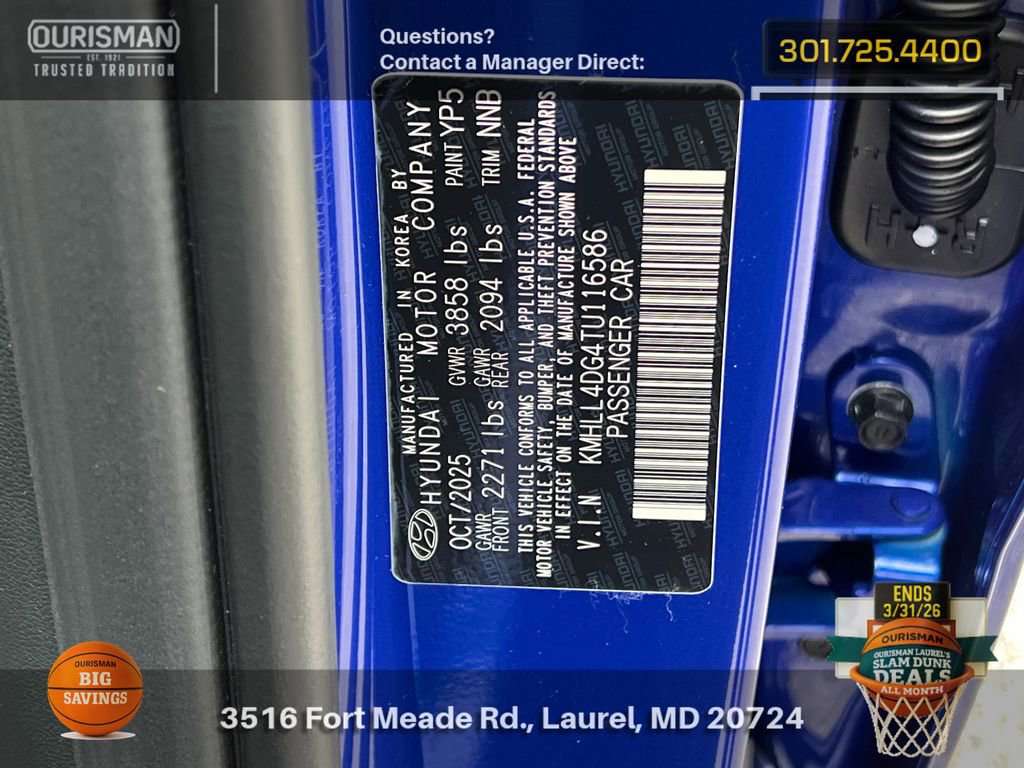 OURISMAN
EST. 1921
TRUSTED TRADITION
Questions?
Contact a Manager Direct:
301.725.4400
MANUFACTURED IN KOREA BY
HYUNDAI MOTOR COMPANY
OCT/2025 GVWR 3858 lbs PAINT YP5
GAWR FRONT 2271 lbs GAWR REAR 2094 lbs TRIM NNB
THIS VEHICLE CONFORMS TO ALL APPLICABLE U.S.A. FEDERAL
MOTOR VEHICLE SAFETY, BUMPER, AND THEFT PREVENTION STANDARDS
IN EFFECT ON THE DATE OF MANUFACTURE SHOWN ABOVE
V.I.N KMHLL4DG4TU116586
PASSENGER CAR
OURISMAN
BIG
SAVINGS
3516 Fort Meade Rd., Laurel, MD 20724
ENDS
3/31/26
OURISMAN
OURISMAN LAUREL'S
SLAM DUNK
DEALS
ALL MONTH